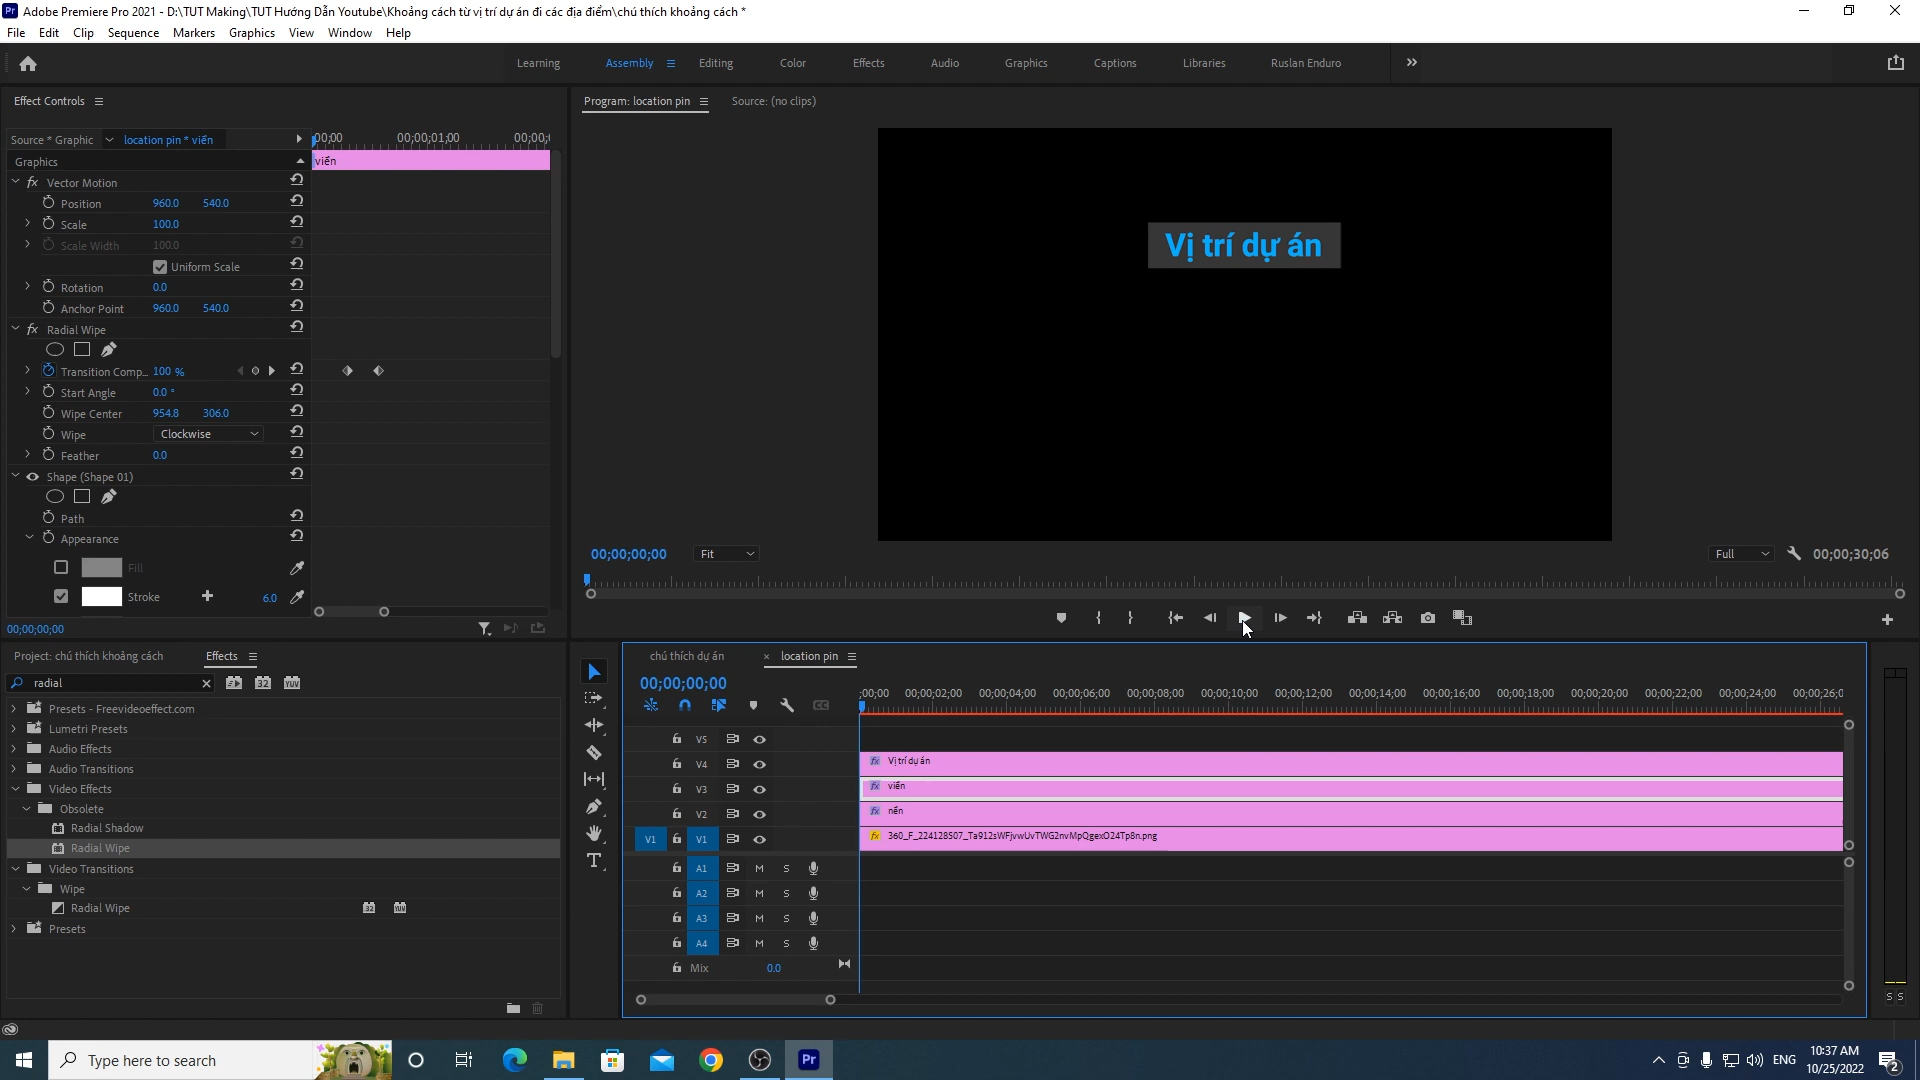 Adobe Premiere Pro 2021 - D:\TUT Making\TUT Hướng Dẫn Youtube\Khoảng cách từ vị trí dự án đi các địa điểm\chú thích khoảng cách *
File Edit Clip Sequence Markers Graphics View Window Help
Learning Assembly Editing Color Effects Audio Graphics Captions Libraries Ruslan Enduro
Effect Controls
Program: location pin Source: (no clips)
Source * Graphic location pin * viền 00;00 00;00;01;00 00;00;
Graphics viền
Vector Motion
Position 960.0 540.0
Scale 100.0
Scale Width 100.0
Uniform Scale
Rotation 0.0
Anchor Point 960.0 540.0
Radial Wipe
Transition Comp... 100 %
Start Angle 0.0 °
Wipe Center 954.8 306.0
Wipe Clockwise
Feather 0.0
Shape (Shape 01)
Path
Appearance
Fill
Stroke 6.0
00;00;00;00
Vị trí dự án
00;00;00;00 Fit Full 00;00;30;06
Project: chú thích khoảng cách Effects
radial
Presets - Freevideoeffect.com
Lumetri Presets
Audio Effects
Audio Transitions
Video Effects
Obsolete
Radial Shadow
Radial Wipe
Video Transitions
Wipe
Radial Wipe
Presets
chú thích dự án × location pin
00;00;00;00
;00;00 00;00;02;00 00;00;04;00 00;00;06;00 00;00;08;00 00;00;10;00 00;00;12;00 00;00;14;00 00;00;16;00 00;00;18;00 00;00;20;00 00;00;22;00 00;00;24;00 00;00;26;0
V5
V4 Vị trí dự án
V3 viền
V2 nền
V1 V1
A1 M S
A2 M S
A3 M S
A4 M S
Mix 0.0
S S
Type here to search
Pr
ENG
10:37 AM
10/25/2022
2